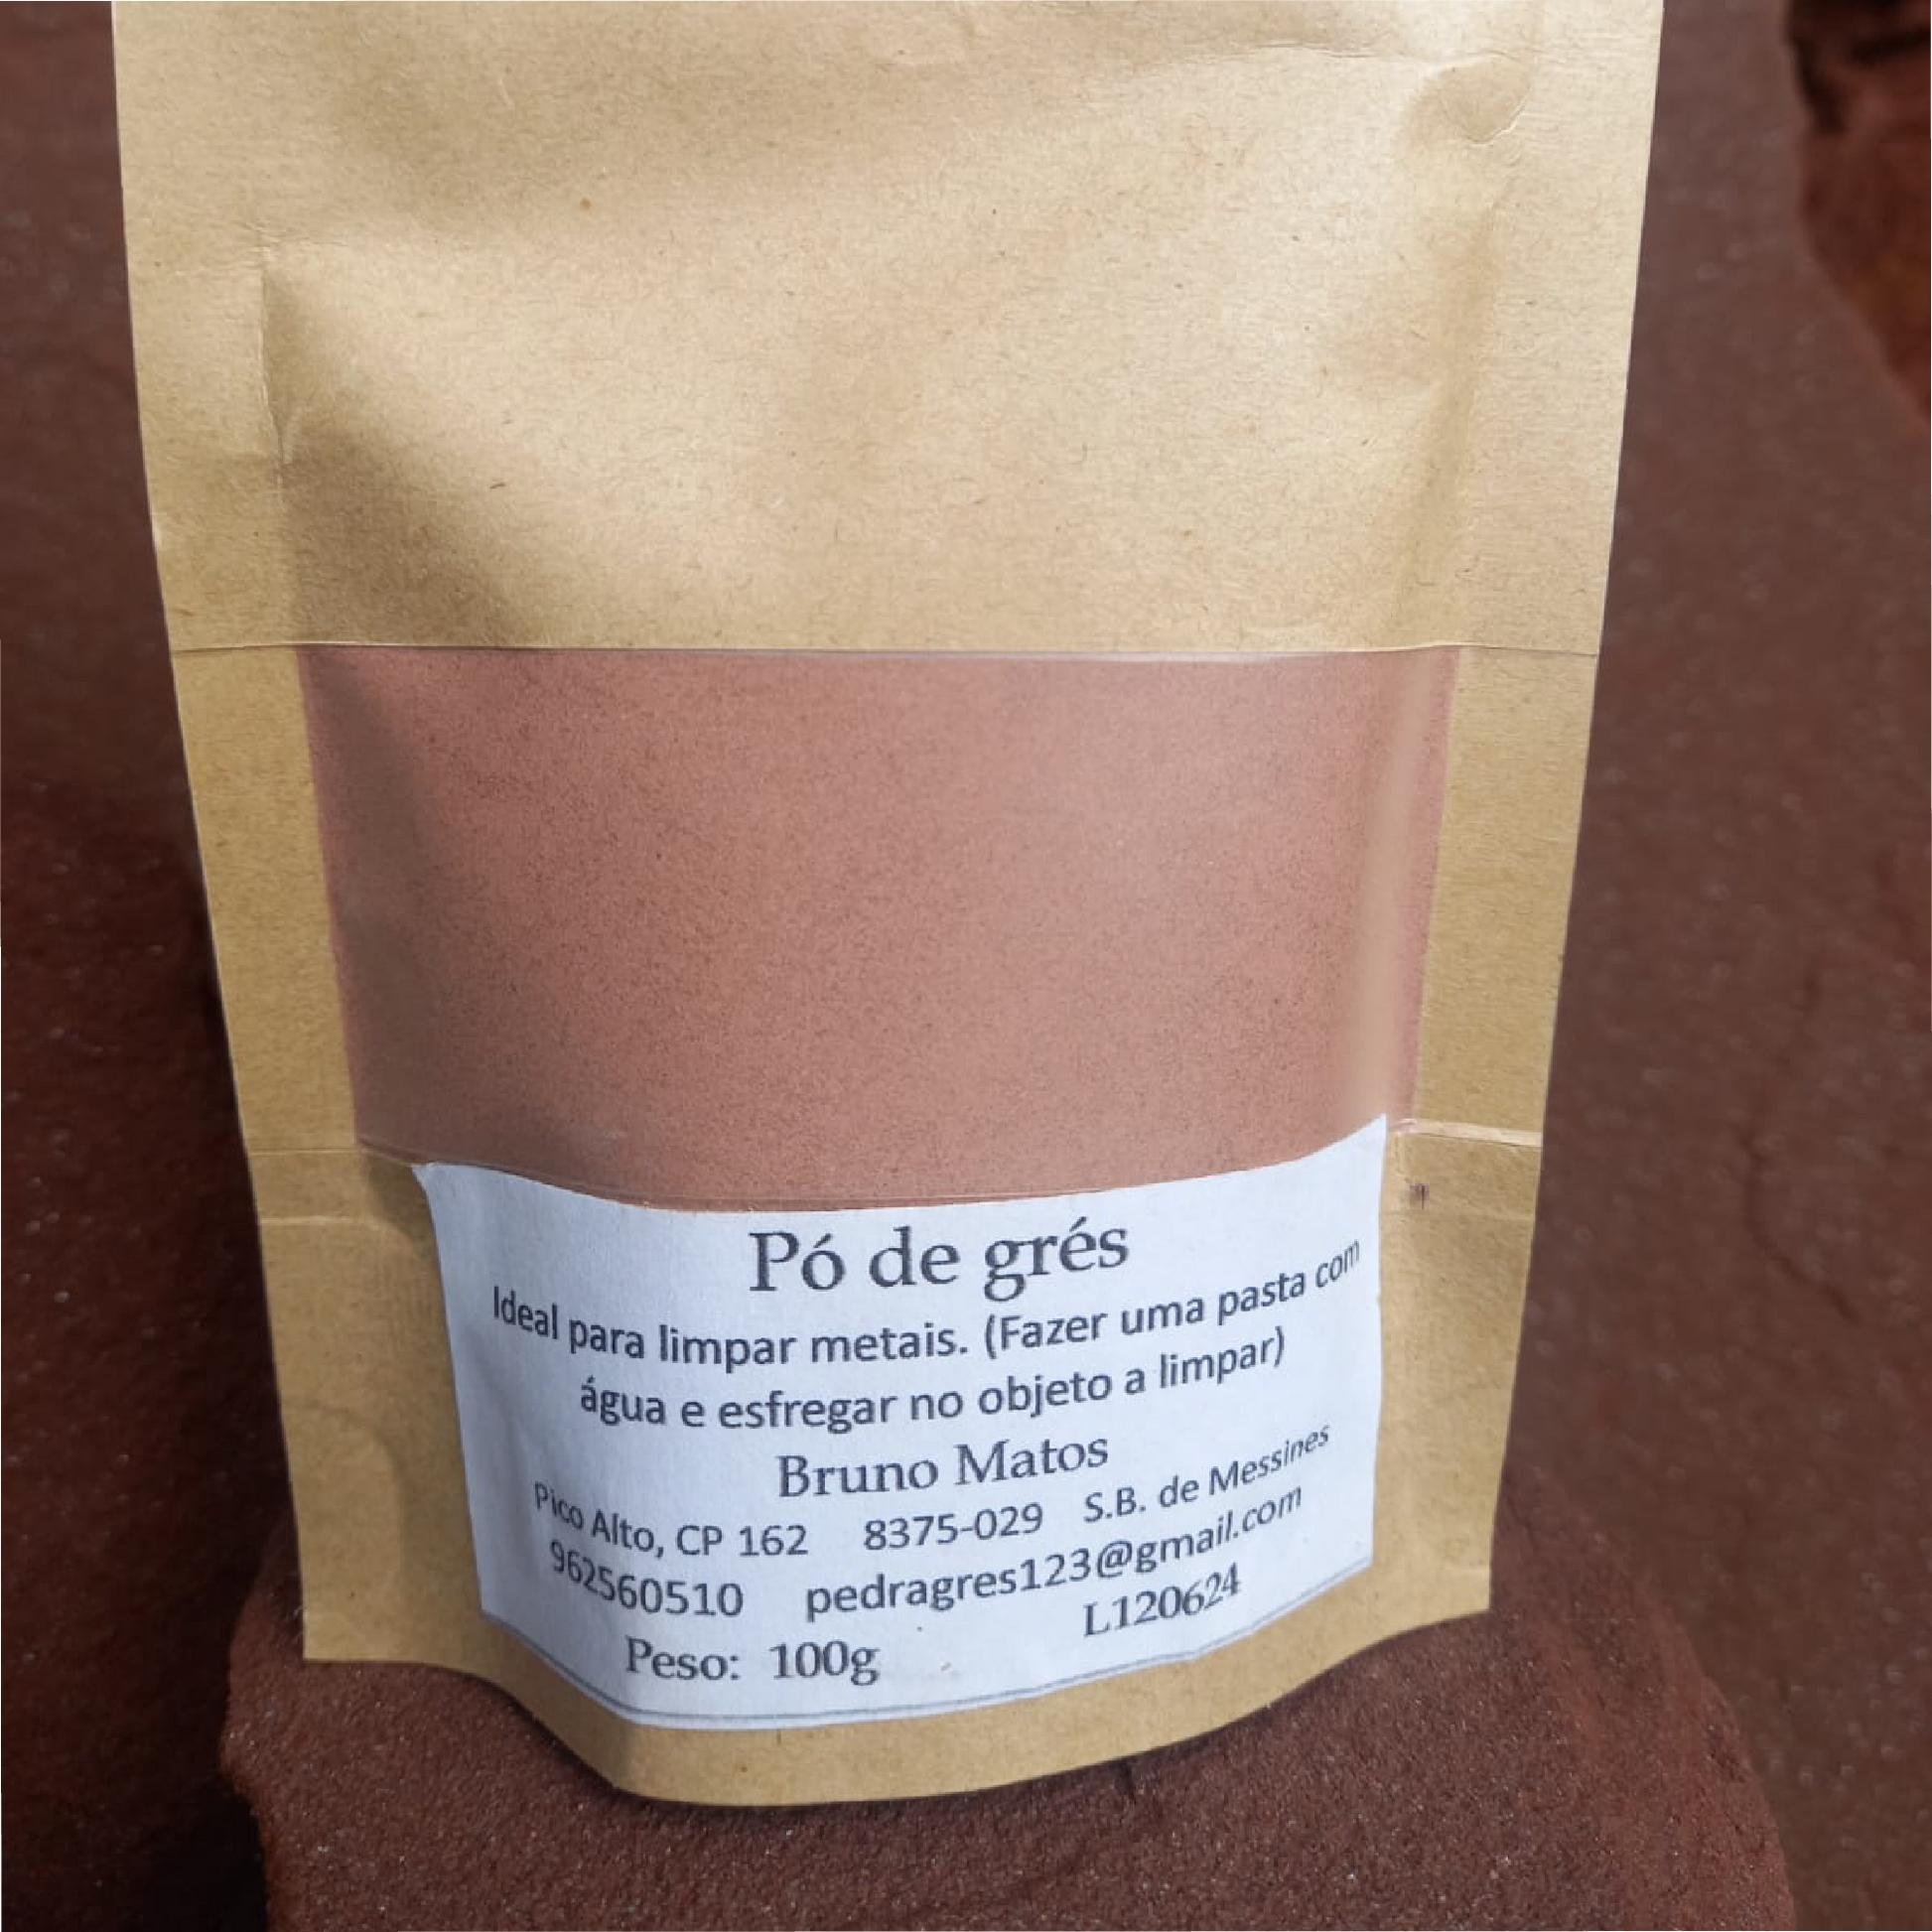 Pó de grés
Ideal para limpar metais. (Fazer uma pasta com
água e esfregar no objeto a limpar)
Bruno Matos
Pico Alto, CP 162 8375-029 S.B. de Messines
962560510 pedragres123@gmail.com
Peso: 100g L120624